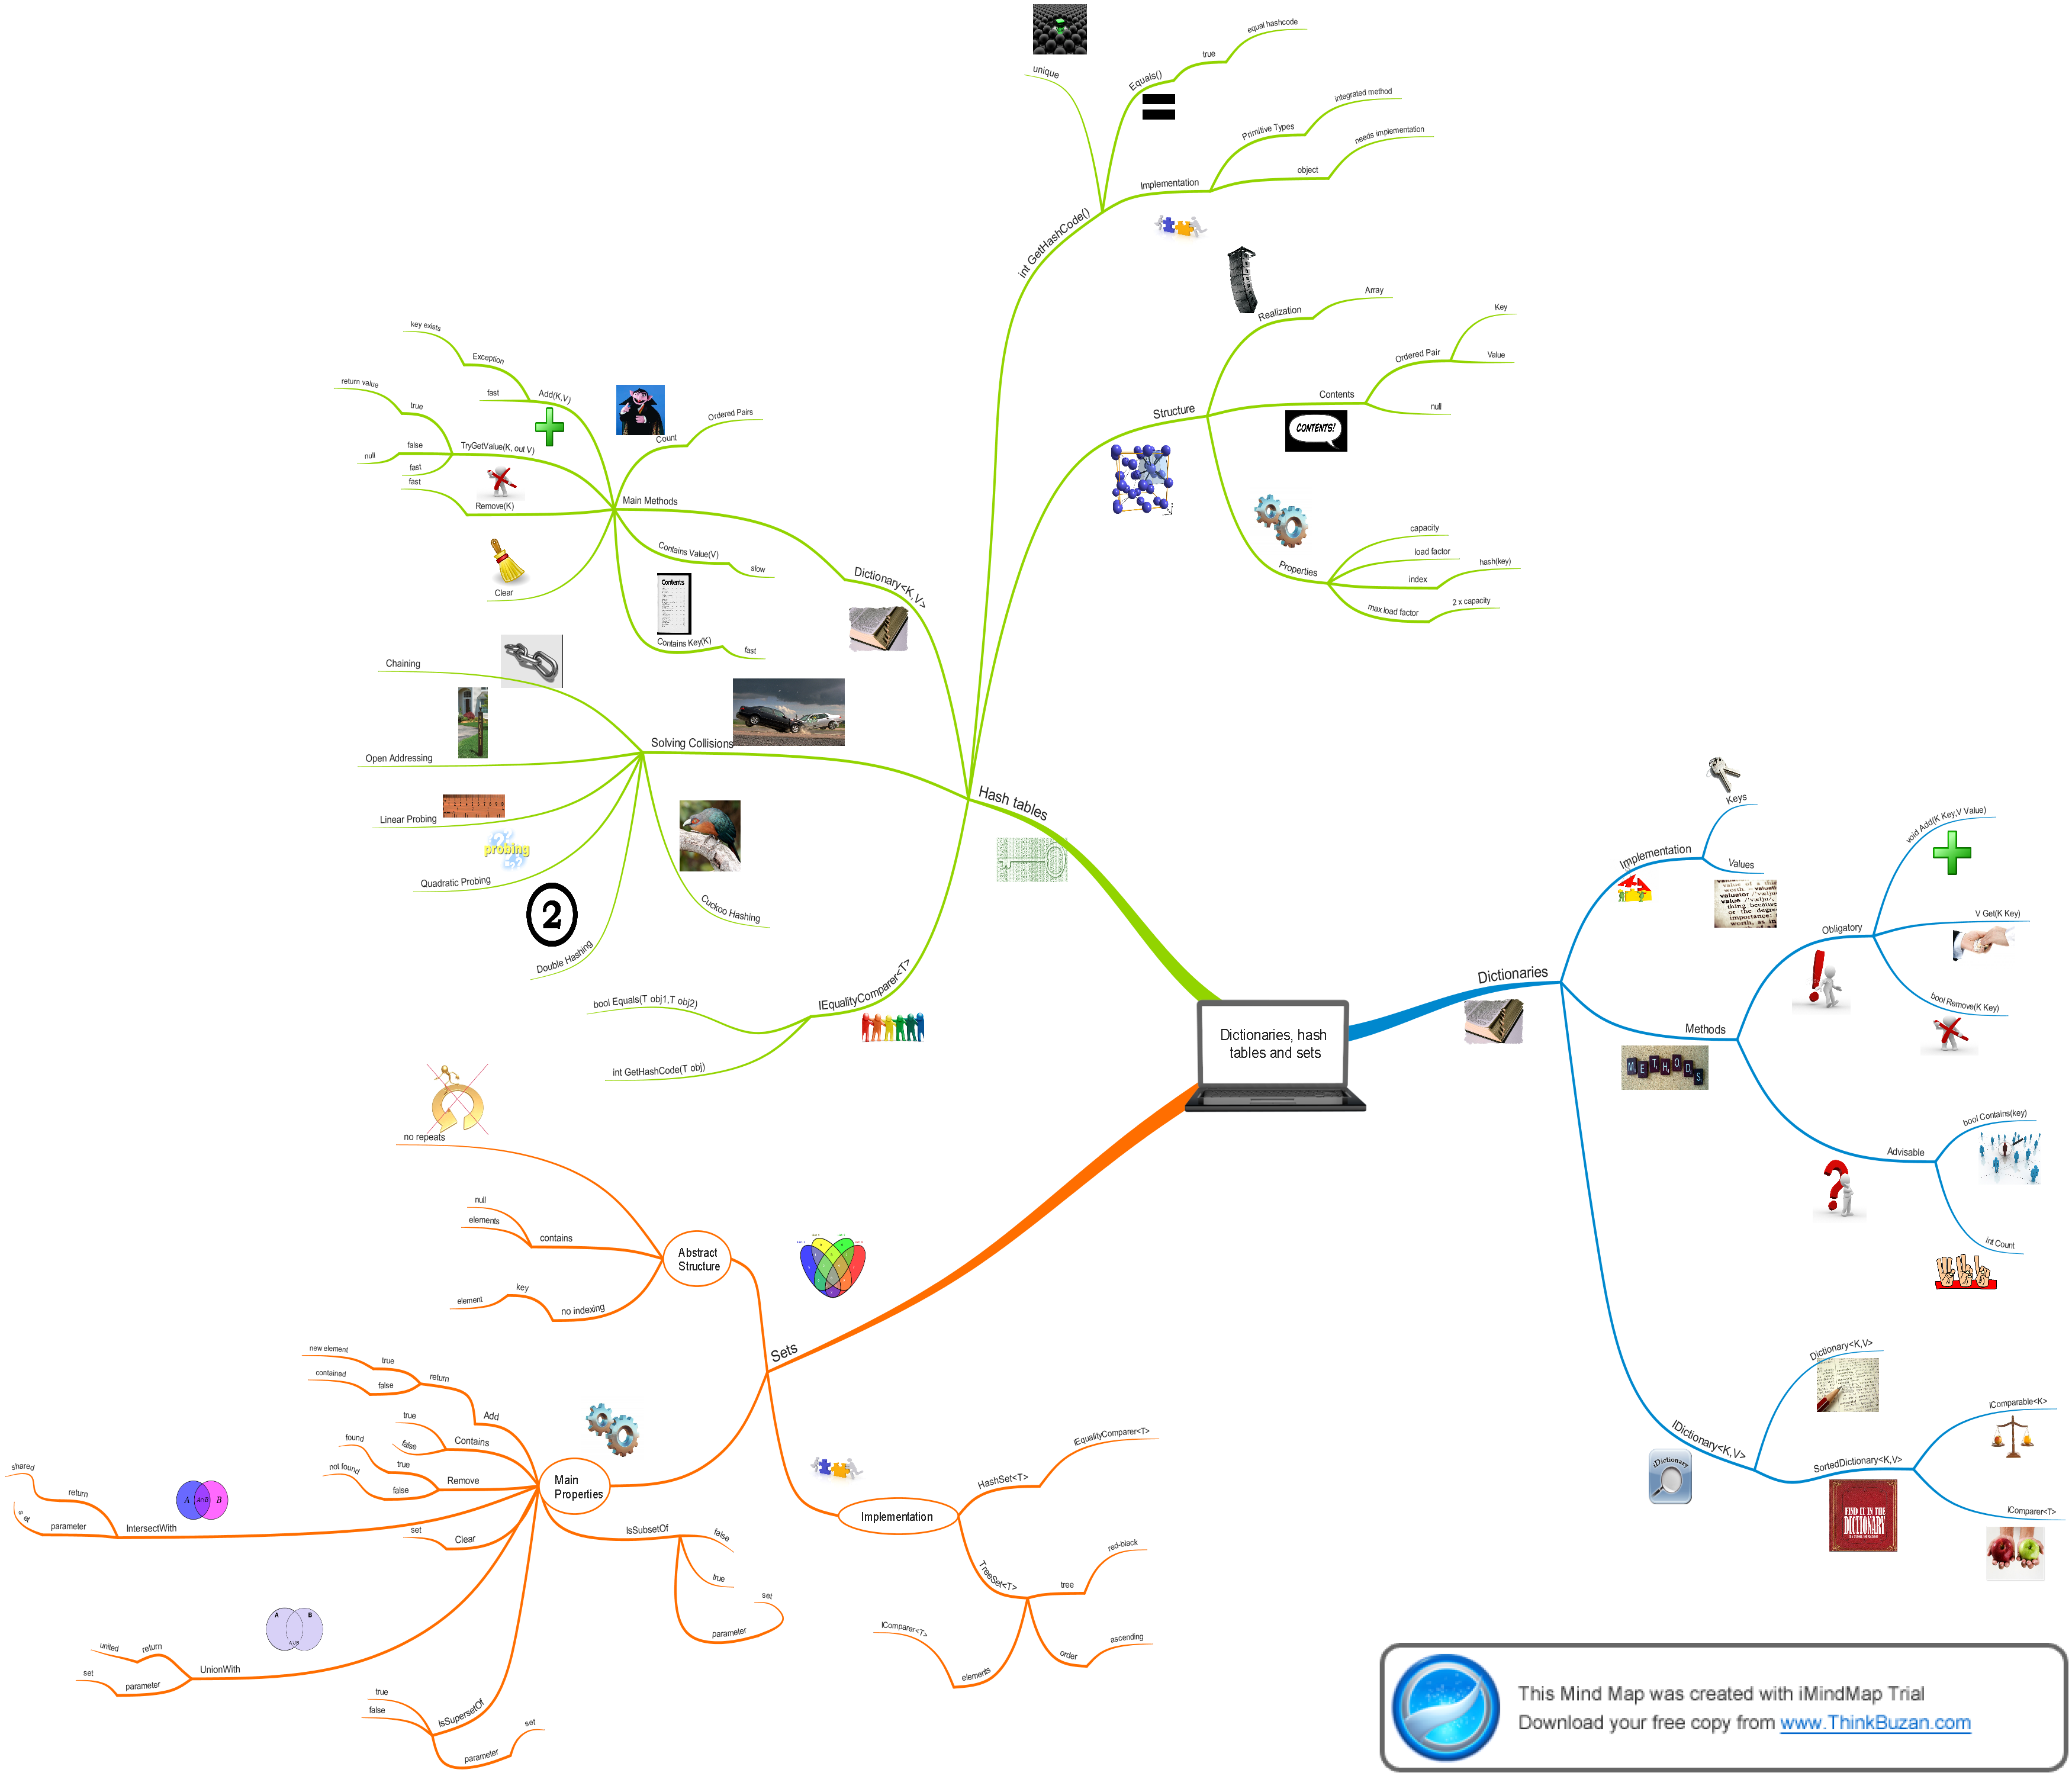 Dictionaries, hash
tables and sets
Hash tables
int GetHashCode()
unique
Equals()
true
equal hashcode
Implementation
Primitive Types
integrated method
object
needs implementation
Structure
Realization
Array
Contents
CONTENTS!
Ordered Pair
Key
Value
null
Properties
capacity
load factor
index
hash(key)
max load factor
2 x capacity
Dictionary<K,V>
Main Methods
Count
Ordered Pairs
Add(K,V)
Exception
key exists
fast
TryGetValue(K, out V)
true
return value
false
null
fast
Remove(K)
fast
Clear
Contains Value(V)
slow
Contents
Contains Key(K)
fast
Solving Collisions
Chaining
Open Addressing
Linear Probing
probing
Quadratic Probing
2
Double Hashing
Cuckoo Hashing
IEqualityComparer<T>
bool Equals(T obj1,T obj2)
int GetHashCode(T obj)
Dictionaries
Implementation
Keys
Values
Methods
METHODS
Obligatory
void Add(K Key,V Value)
V Get(K Key)
bool Remove(K Key)
Advisable
bool Contains(key)
int Count
IDictionary<K,V>
iDictionary
Dictionary<K,V>
SortedDictionary<K,V>
FIND IT IN THE
DICTIONARY
IComparable<K>
IComparer<T>
Sets
Abstract
Structure
no repeats
contains
null
elements
no indexing
key
element
Main
Properties
Add
return
true
new element
false
contained
Contains
true
false
Remove
true
found
false
not found
IntersectWith
return
shared
parameter
set
A A∩B B
Clear
set
UnionWith
return
united
parameter
set
A B
A∪B
IsSupersetOf
true
false
parameter
set
IsSubsetOf
false
true
parameter
set
Implementation
HashSet<T>
IEqualityComparer<T>
TreeSet<T>
tree
red-black
order
ascending
elements
IComparer<T>
This Mind Map was created with iMindMap Trial
Download your free copy from www.ThinkBuzan.com